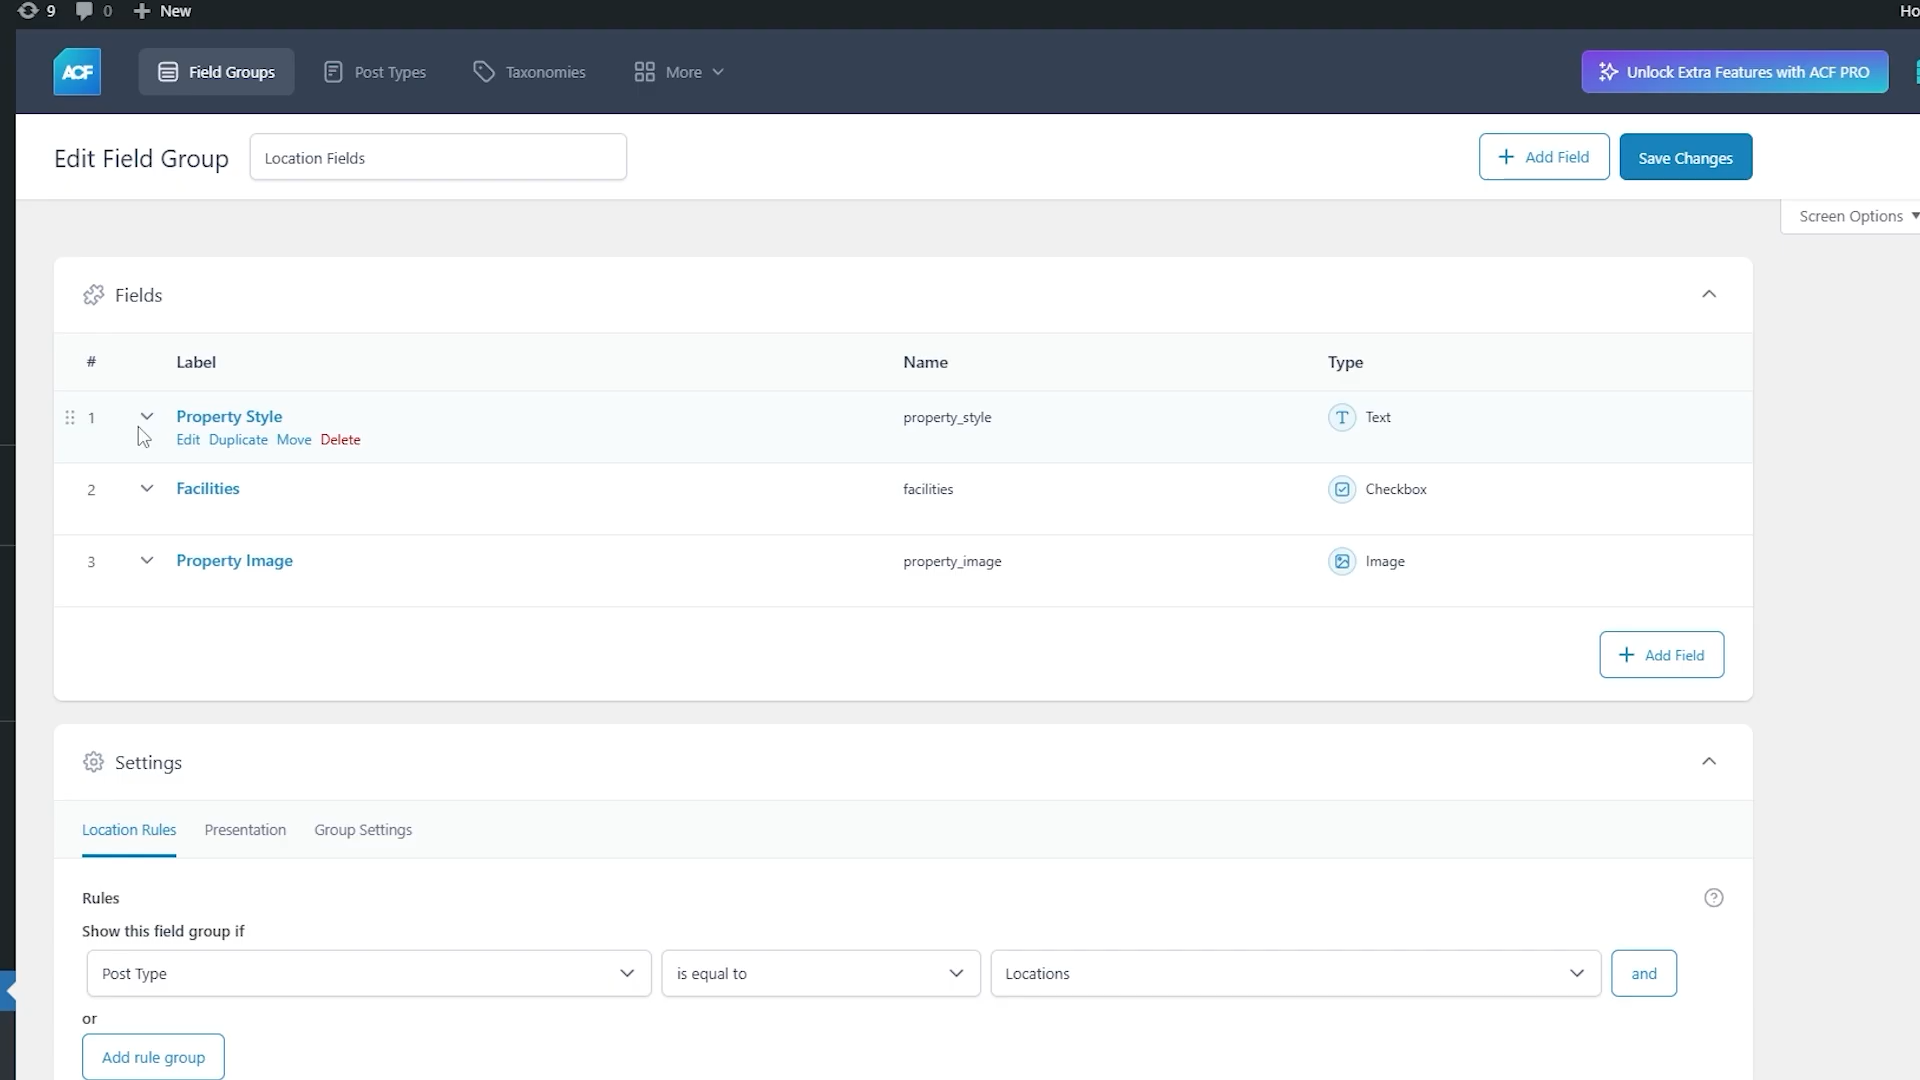 9 0 New Ho
ACF Field Groups Post Types Taxonomies More Unlock Extra Features with ACF PRO
Edit Field Group Location Fields Add Field Save Changes
Screen Options
Fields
# Label Name Type
1 Property Style property_style Text
Edit Duplicate Move Delete
2 Facilities facilities Checkbox
3 Property Image property_image Image
Add Field
Settings
Location Rules Presentation Group Settings
Rules
Show this field group if
Post Type is equal to Locations and
or
Add rule group